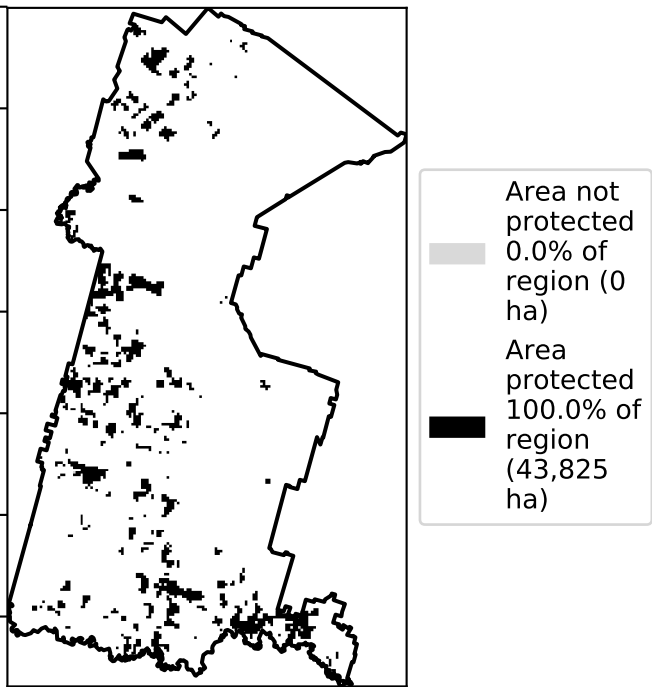 Area not
protected
0.0% of
region (0
ha)
Area
protected
100.0% of
region
(43,825
ha)